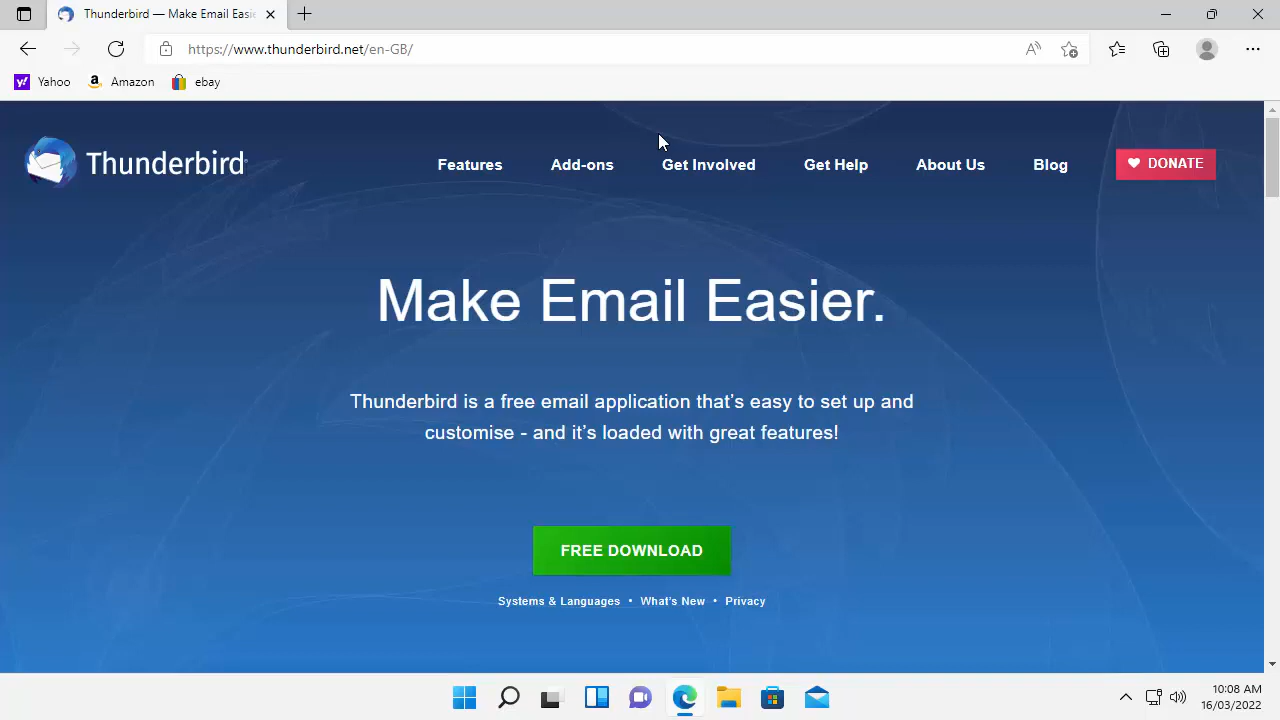 Thunderbird — Make Email Easi
https://www.thunderbird.net/en-GB/
Yahoo
Amazon
ebay
Thunderbird
Features
Add-ons
Get Involved
Get Help
About Us
Blog
DONATE
Make Email Easier.
Thunderbird is a free email application that's easy to set up and
customise - and it's loaded with great features!
FREE DOWNLOAD
Systems & Languages • What's New • Privacy
10:08 AM
16/03/2022